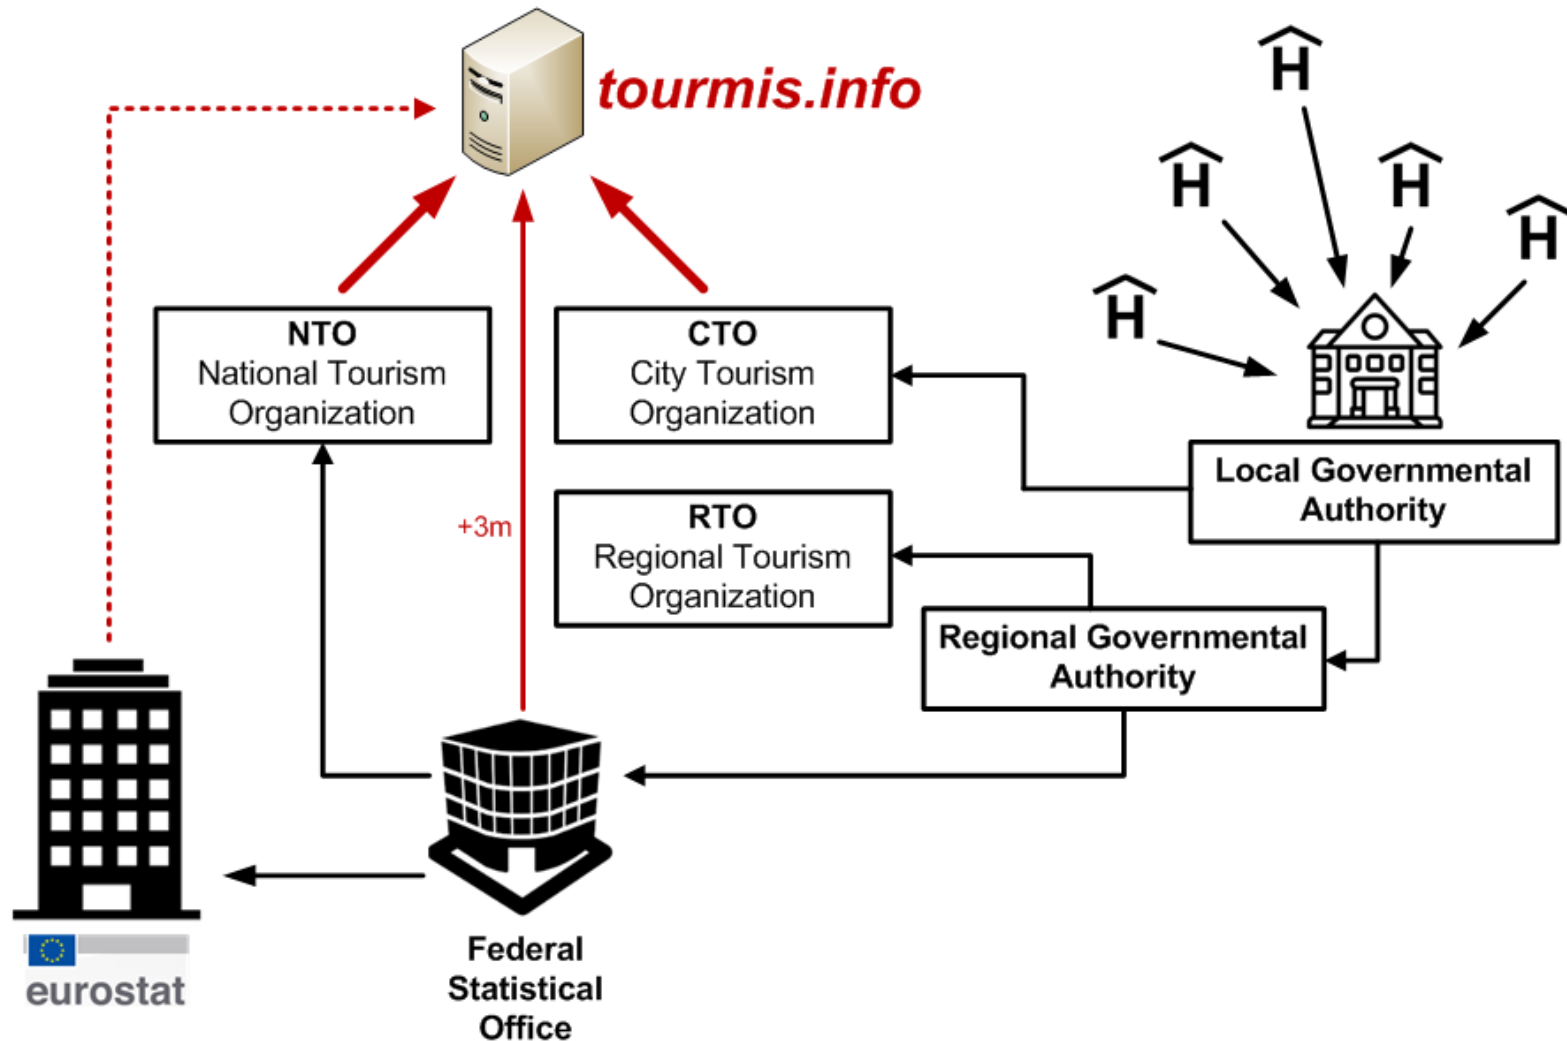 tourmis.info
H
H
H
H
H
NTO
National Tourism
Organization
CTO
City Tourism
Organization
Local Governmental
Authority
+3m
RTO
Regional Tourism
Organization
Regional Governmental
Authority
eurostat
Federal
Statistical
Office